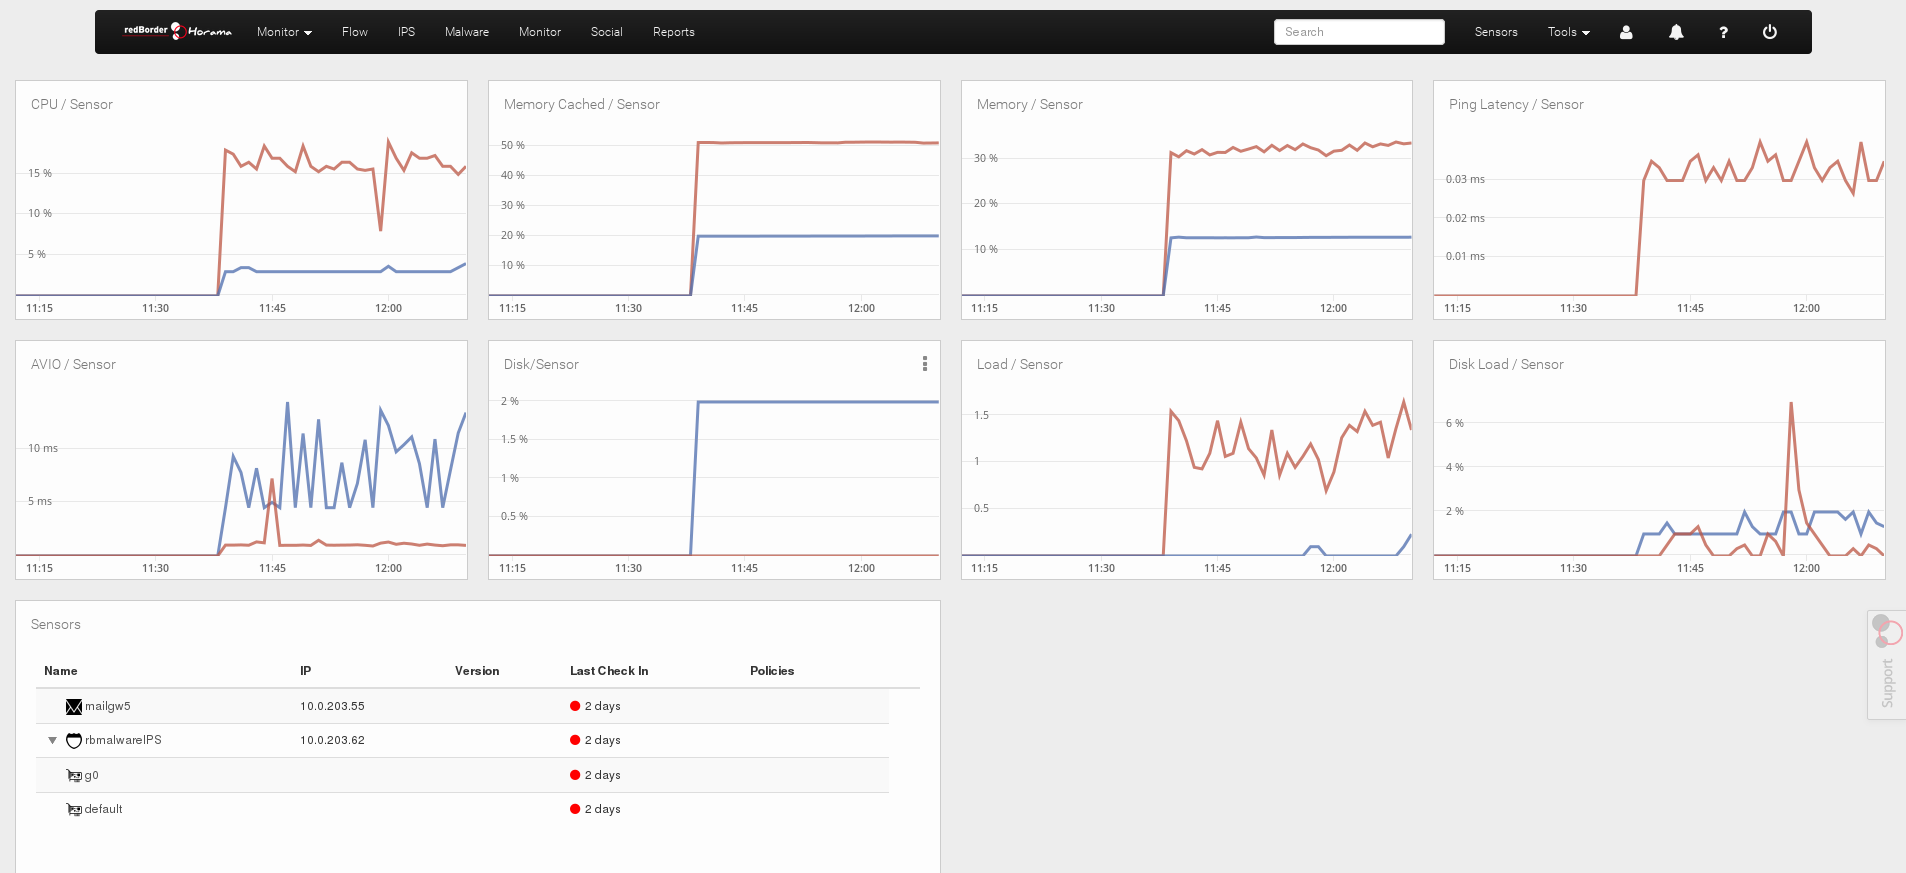 redBorder Horama Monitor Flow IPS Malware Monitor Social Reports Search Sensors Tools ?
CPU / Sensor
15 %
10 %
5 %
11:15 11:30 11:45 12:00
Memory Cached / Sensor
50 %
40 %
30 %
20 %
10 %
11:15 11:30 11:45 12:00
Memory / Sensor
30 %
20 %
10 %
11:15 11:30 11:45 12:00
Ping Latency / Sensor
0.03 ms
0.02 ms
0.01 ms
11:15 11:30 11:45 12:00
AVIO / Sensor
10 ms
5 ms
11:15 11:30 11:45 12:00
Disk/Sensor
2 %
1.5 %
1 %
0.5 %
11:15 11:30 11:45 12:00
Load / Sensor
1.5
1
0.5
11:15 11:30 11:45 12:00
Disk Load / Sensor
6 %
4 %
2 %
11:15 11:30 11:45 12:00
Sensors
Name IP Version Last Check In Policies
mailgw5 10.0.203.55 2 days
rbmalwareIPS 10.0.203.62 2 days
g0 2 days
default 2 days
Support